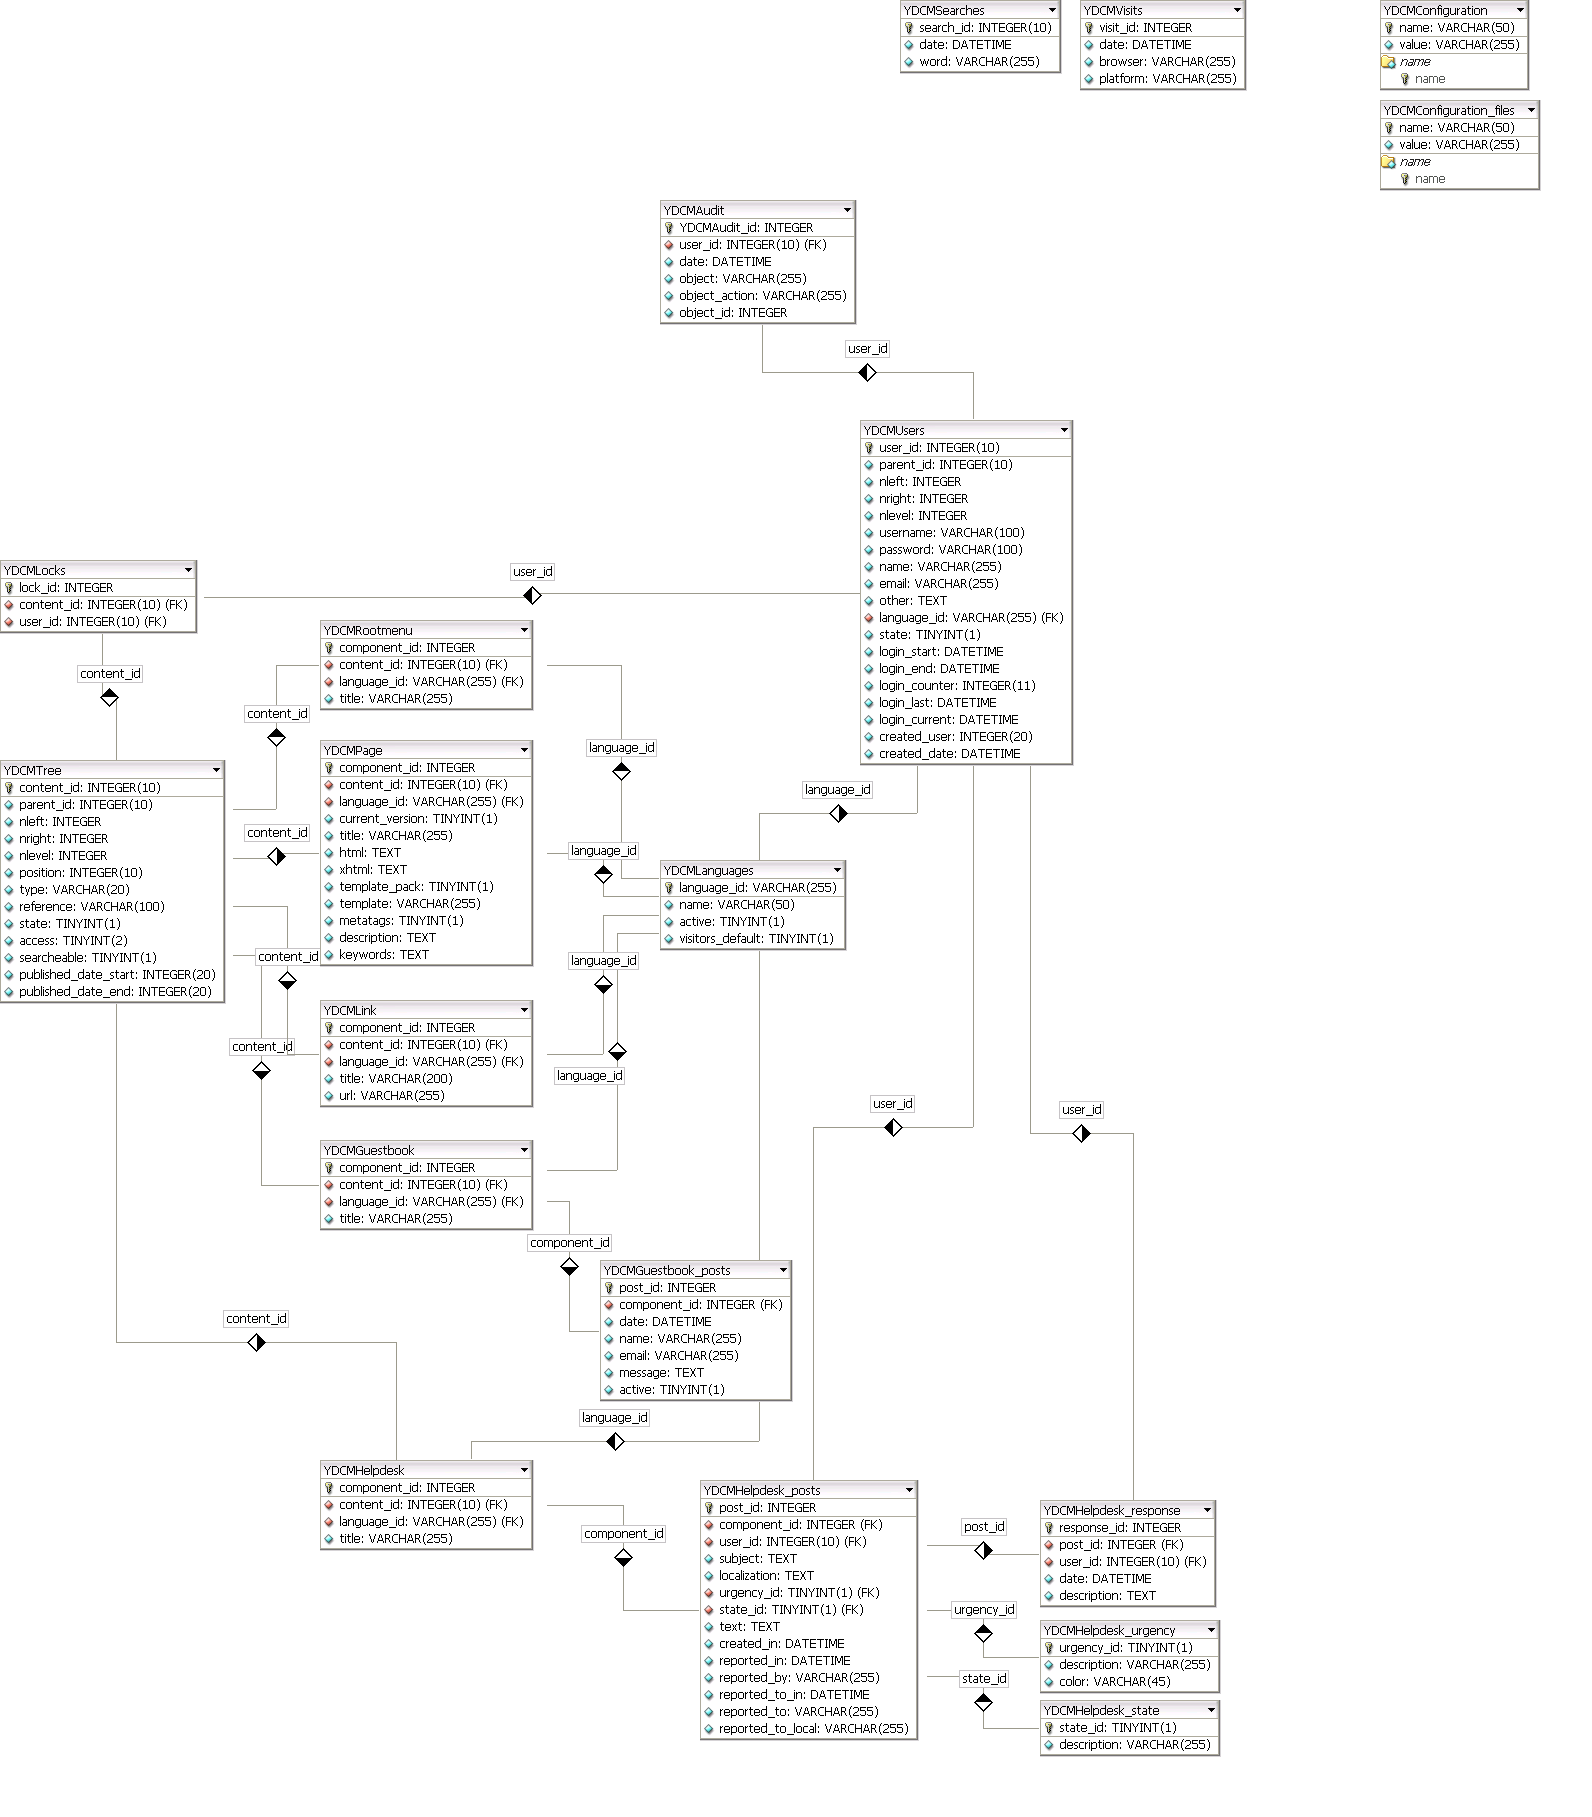 YDCMSearches
search_id: INTEGER(10)
date: DATETIME
word: VARCHAR(255)
YDCMVisits
visit_id: INTEGER
date: DATETIME
browser: VARCHAR(255)
platform: VARCHAR(255)
YDCMConfiguration
name: VARCHAR(50)
value: VARCHAR(255)
name
name
YDCMConfiguration_files
name: VARCHAR(50)
value: VARCHAR(255)
name
name
YDCMAudit
YDCMAudit_id: INTEGER
user_id: INTEGER(10) (FK)
date: DATETIME
object: VARCHAR(255)
object_action: VARCHAR(255)
object_id: INTEGER
user_id
YDCMUsers
user_id: INTEGER(10)
parent_id: INTEGER(10)
nleft: INTEGER
nright: INTEGER
nlevel: INTEGER
username: VARCHAR(100)
password: VARCHAR(100)
name: VARCHAR(255)
email: VARCHAR(255)
other: TEXT
language_id: VARCHAR(255) (FK)
state: TINYINT(1)
login_start: DATETIME
login_end: DATETIME
login_counter: INTEGER(11)
login_last: DATETIME
login_current: DATETIME
created_user: INTEGER(20)
created_date: DATETIME
YDCMLocks
lock_id: INTEGER
content_id: INTEGER(10) (FK)
user_id: INTEGER(10) (FK)
user_id
content_id
YDCMRootmenu
component_id: INTEGER
content_id: INTEGER(10) (FK)
language_id: VARCHAR(255) (FK)
title: VARCHAR(255)
content_id
language_id
YDCMTree
content_id: INTEGER(10)
parent_id: INTEGER(10)
nleft: INTEGER
nright: INTEGER
nlevel: INTEGER
position: INTEGER(10)
type: VARCHAR(20)
reference: VARCHAR(100)
state: TINYINT(1)
access: TINYINT(2)
searcheable: TINYINT(1)
published_date_start: INTEGER(20)
published_date_end: INTEGER(20)
content_id
YDCMPage
component_id: INTEGER
content_id: INTEGER(10) (FK)
language_id: VARCHAR(255) (FK)
current_version: TINYINT(1)
title: VARCHAR(255)
html: TEXT
xhtml: TEXT
template_pack: TINYINT(1)
template: VARCHAR(255)
metatags: TINYINT(1)
description: TEXT
keywords: TEXT
language_id
language_id
YDCMLanguages
language_id: VARCHAR(255)
name: VARCHAR(50)
active: TINYINT(1)
visitors_default: TINYINT(1)
content_id
language_id
YDCMLink
component_id: INTEGER
content_id: INTEGER(10) (FK)
language_id: VARCHAR(255) (FK)
title: VARCHAR(200)
url: VARCHAR(255)
content_id
language_id
user_id
user_id
YDCMGuestbook
component_id: INTEGER
content_id: INTEGER(10) (FK)
language_id: VARCHAR(255) (FK)
title: VARCHAR(255)
component_id
YDCMGuestbook_posts
post_id: INTEGER
component_id: INTEGER (FK)
date: DATETIME
name: VARCHAR(255)
email: VARCHAR(255)
message: TEXT
active: TINYINT(1)
content_id
language_id
YDCMHelpdesk
component_id: INTEGER
content_id: INTEGER(10) (FK)
language_id: VARCHAR(255) (FK)
title: VARCHAR(255)
component_id
YDCMHelpdesk_posts
post_id: INTEGER
component_id: INTEGER (FK)
user_id: INTEGER(10) (FK)
subject: TEXT
localization: TEXT
urgency_id: TINYINT(1) (FK)
state_id: TINYINT(1) (FK)
text: TEXT
created_in: DATETIME
reported_in: DATETIME
reported_by: VARCHAR(255)
reported_to_in: DATETIME
reported_to: VARCHAR(255)
reported_to_local: VARCHAR(255)
post_id
urgency_id
state_id
YDCMHelpdesk_response
response_id: INTEGER
post_id: INTEGER (FK)
user_id: INTEGER(10) (FK)
date: DATETIME
description: TEXT
YDCMHelpdesk_urgency
urgency_id: TINYINT(1)
description: VARCHAR(255)
color: VARCHAR(45)
YDCMHelpdesk_state
state_id: TINYINT(1)
description: VARCHAR(255)